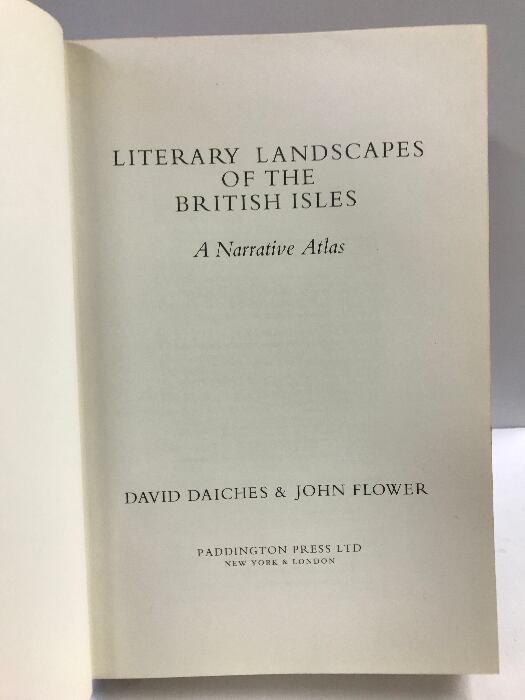 LITERARY LANDSCAPES
OF THE
BRITISH ISLES
A Narrative Atlas
DAVID DAICHES & JOHN FLOWER
PADDINGTON PRESS LTD
NEW YORK & LONDON